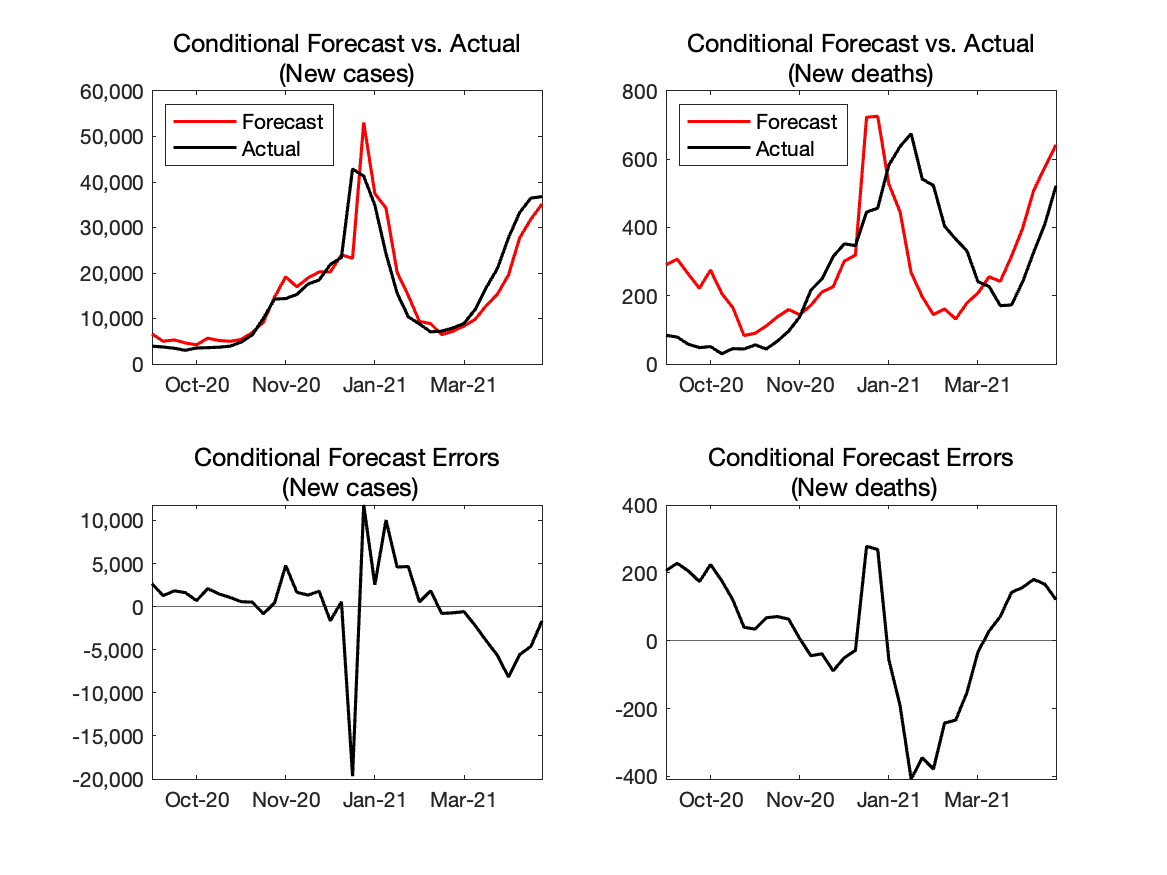 Conditional Forecast vs. Actual
(New cases)
60,000
50,000
40,000
30,000
20,000
10,000
0
Forecast
Actual
Oct-20 Nov-20 Jan-21 Mar-21
Conditional Forecast vs. Actual
(New deaths)
800
600
400
200
0
Forecast
Actual
Oct-20 Nov-20 Jan-21 Mar-21
Conditional Forecast Errors
(New cases)
10,000
5,000
0
-5,000
-10,000
-15,000
-20,000
Oct-20 Nov-20 Jan-21 Mar-21
Conditional Forecast Errors
(New deaths)
400
200
0
-200
-400
Oct-20 Nov-20 Jan-21 Mar-21